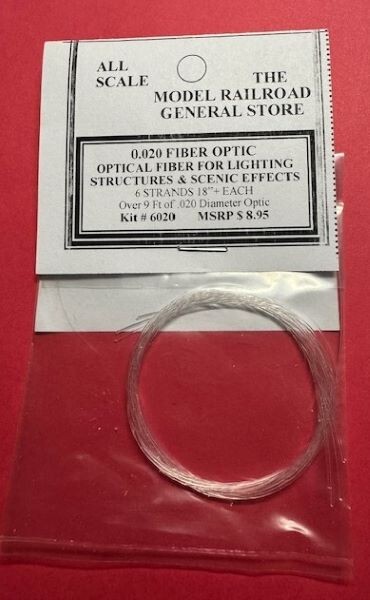 ALL
SCALE
THE
MODEL RAILROAD
GENERAL STORE
0.020 FIBER OPTIC
OPTICAL FIBER FOR LIGHTING
STRUCTURES & SCENIC EFFECTS
6 STRANDS 18"+ EACH
Over 9 Ft of .020 Diameter Optic
Kit # 6020 MSRP $ 8.95